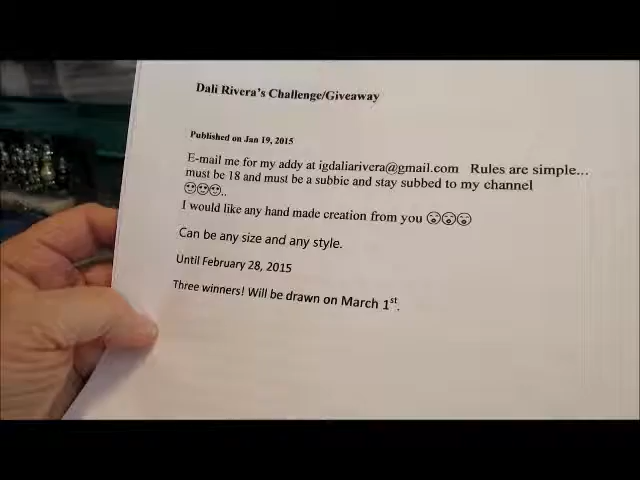 Dali Rivera's Challenge/Giveaway
Published on Jan 19, 2015
E-mail me for my addy at igdaliarivera@gmail.com Rules are simple...
must be 18 and must be a subbie and stay subbed to my channel
😊😊😊..
I would like any hand made creation from you 😮😮😮
Can be any size and any style.
Until February 28, 2015
Three winners! Will be drawn on March 1st.